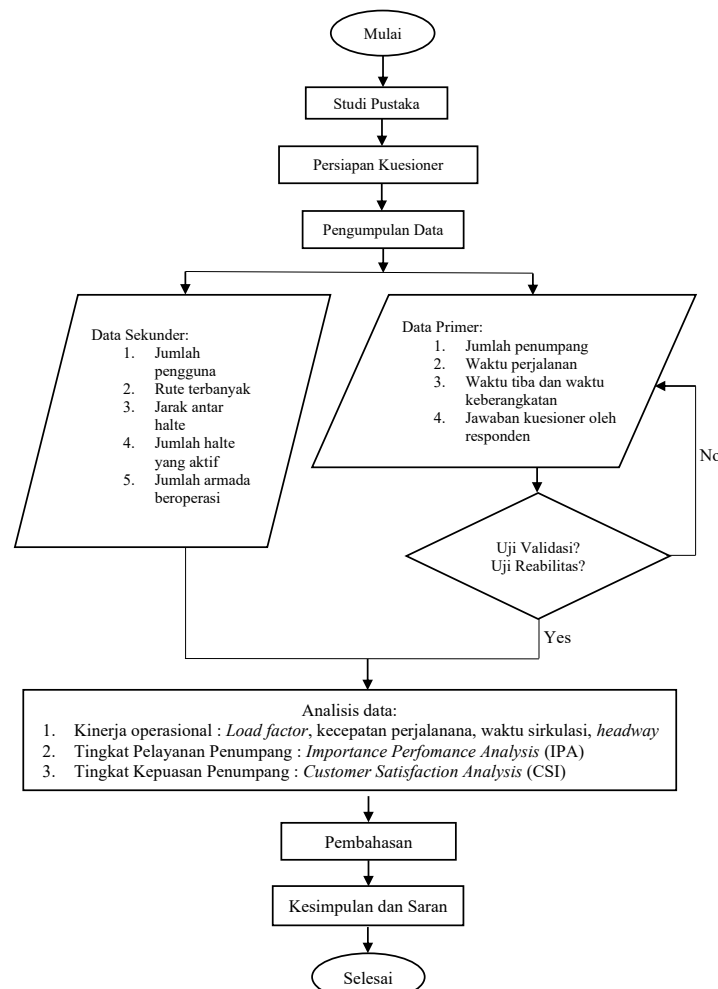 Mulai
Studi Pustaka
Persiapan Kuesioner
Pengumpulan Data
Data Sekunder:
1. Jumlah
pengguna
2. Rute terbanyak
3. Jarak antar
halte
4. Jumlah halte
yang aktif
5. Jumlah armada
beroperasi
Data Primer:
1. Jumlah penumpang
2. Waktu perjalanan
3. Waktu tiba dan waktu
keberangkatan
4. Jawaban kuesioner oleh
responden
No
Uji Validasi?
Uji Reabilitas?
Yes
Analisis data:
1. Kinerja operasional : Load factor, kecepatan perjalanana, waktu sirkulasi, headway
2. Tingkat Pelayanan Penumpang : Importance Perfomance Analysis (IPA)
3. Tingkat Kepuasan Penumpang : Customer Satisfaction Analysis (CSI)
Pembahasan
Kesimpulan dan Saran
Selesai